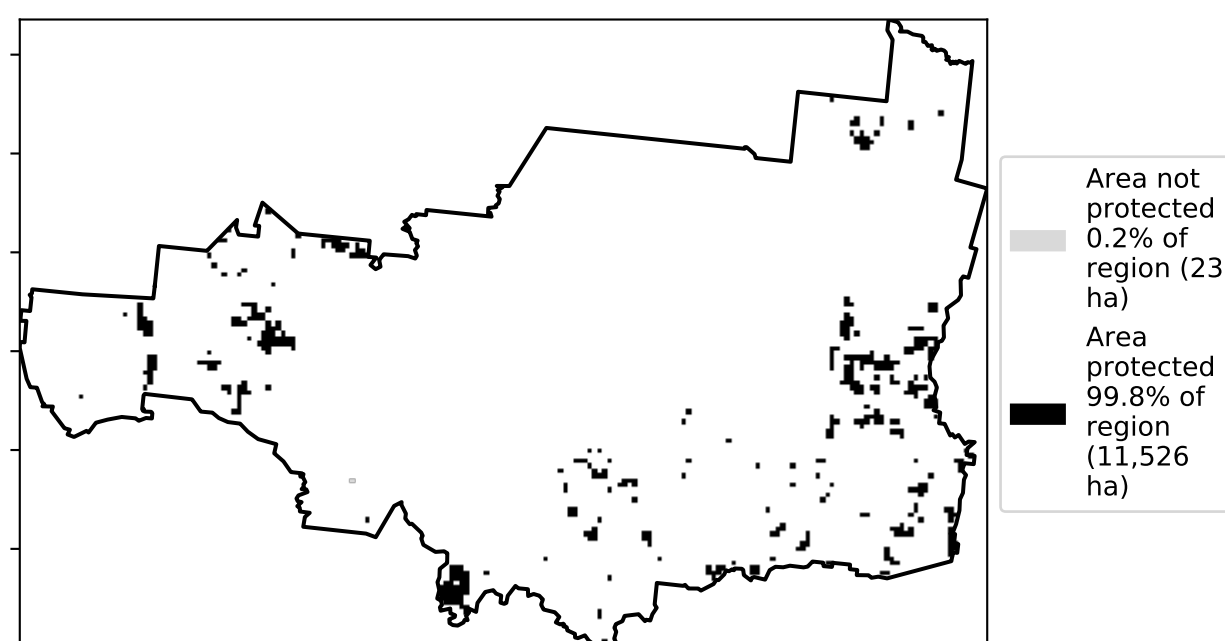 Area not
protected
0.2% of
region (23
ha)
Area
protected
99.8% of
region
(11,526
ha)